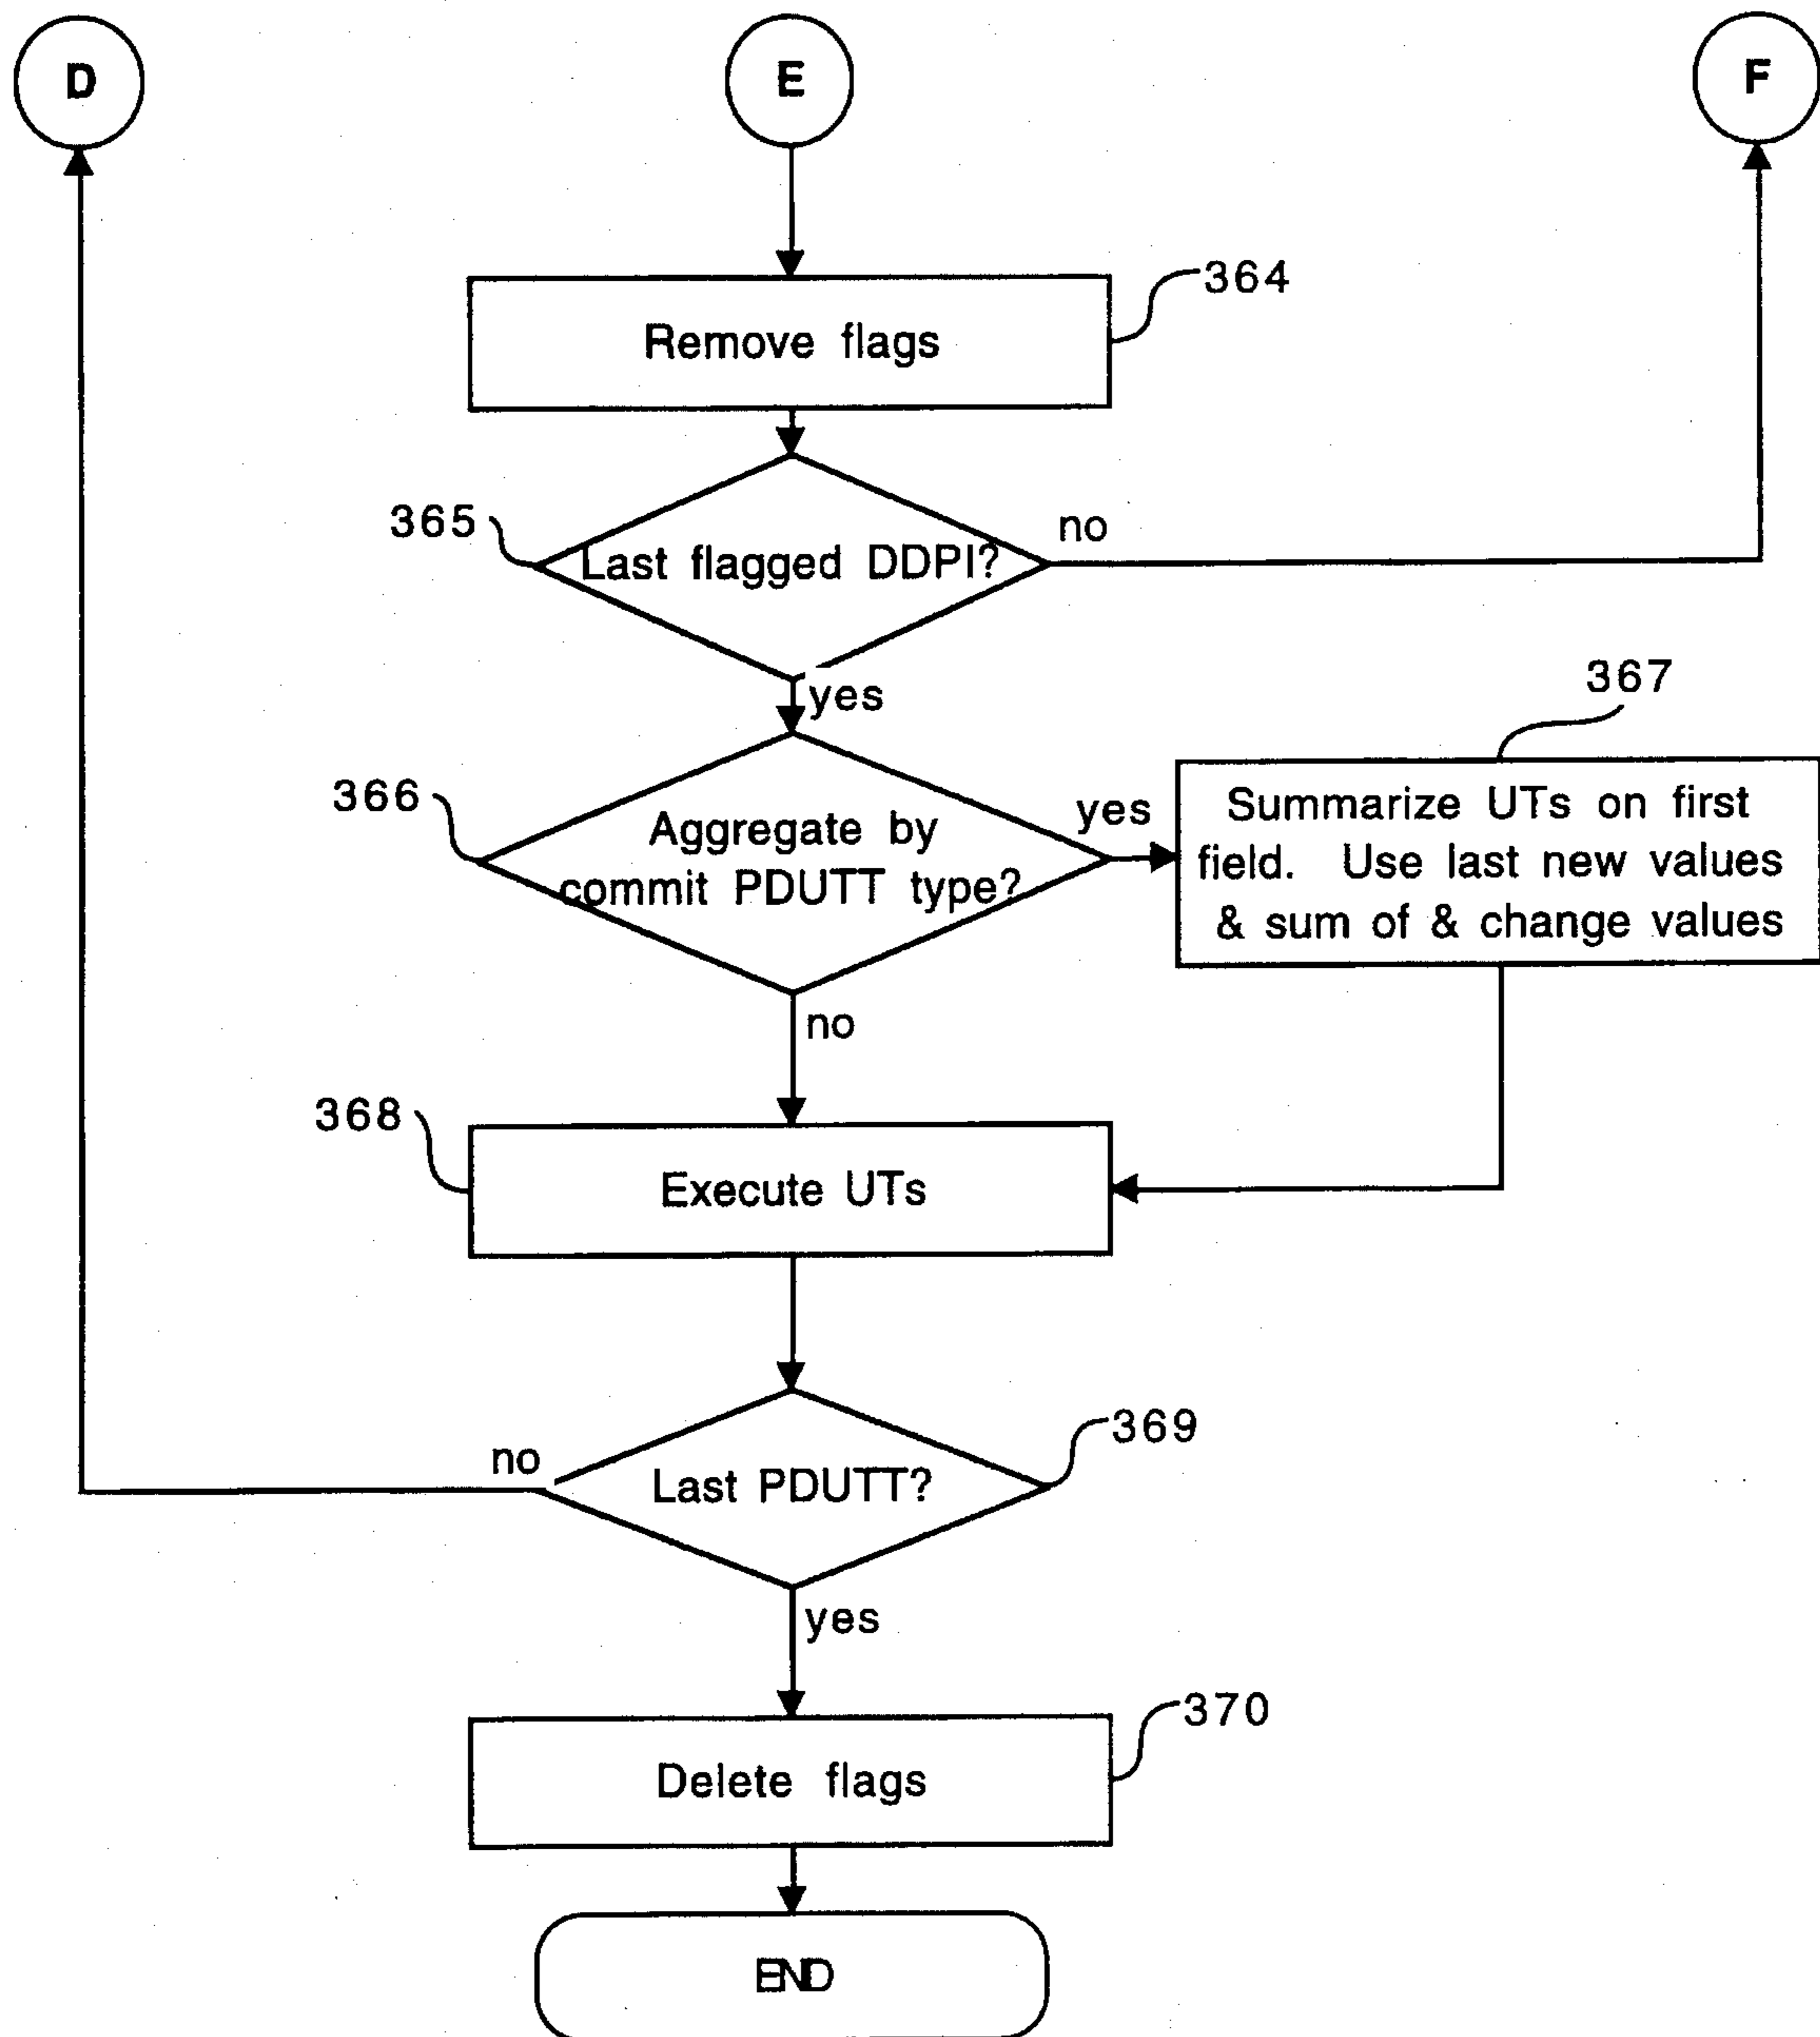 D
E
F
364
Remove flags
365
no
Last flagged DDPI?
yes
367
366
Aggregate by
commit PDUTT type?
yes
Summarize UTs on first
field. Use last new values
& sum of & change values
no
368
Execute UTs
369
no
Last PDUTT?
yes
370
Delete flags
END